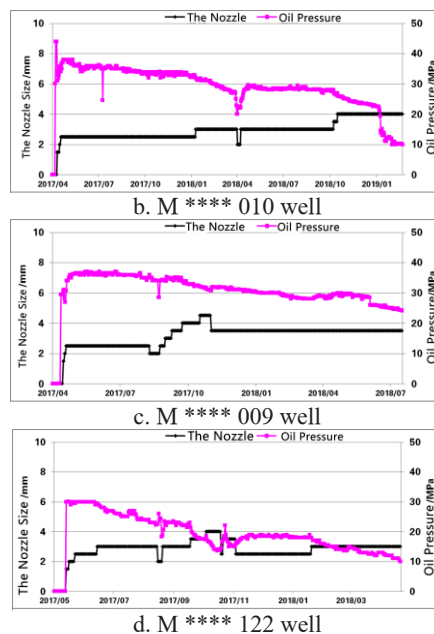 The Nozzle Oil Pressure
The Nozzle Size/mm
10
8
6
4
2
0
50
40
30
20
10
0
Oil Pressure/MPa
2017/04 2017/07 2017/10 2018/01 2018/04 2018/07 2018/10 2019/01
b. M **** 010 well
The Nozzle Oil Pressure
The Nozzle Size/mm
10
8
6
4
2
0
50
40
30
20
10
0
Oil Pressure /MPa
2017/04 2017/07 2017/10 2018/01 2018/04 2018/07
c. M **** 009 well
The Nozzle Oil Pressure
The Nozzle Size /mm
10
8
6
4
2
0
50
40
30
20
10
0
Oil Pressure /MPa
2017/05 2017/07 2017/09 2017/11 2018/01 2018/03
d. M **** 122 well